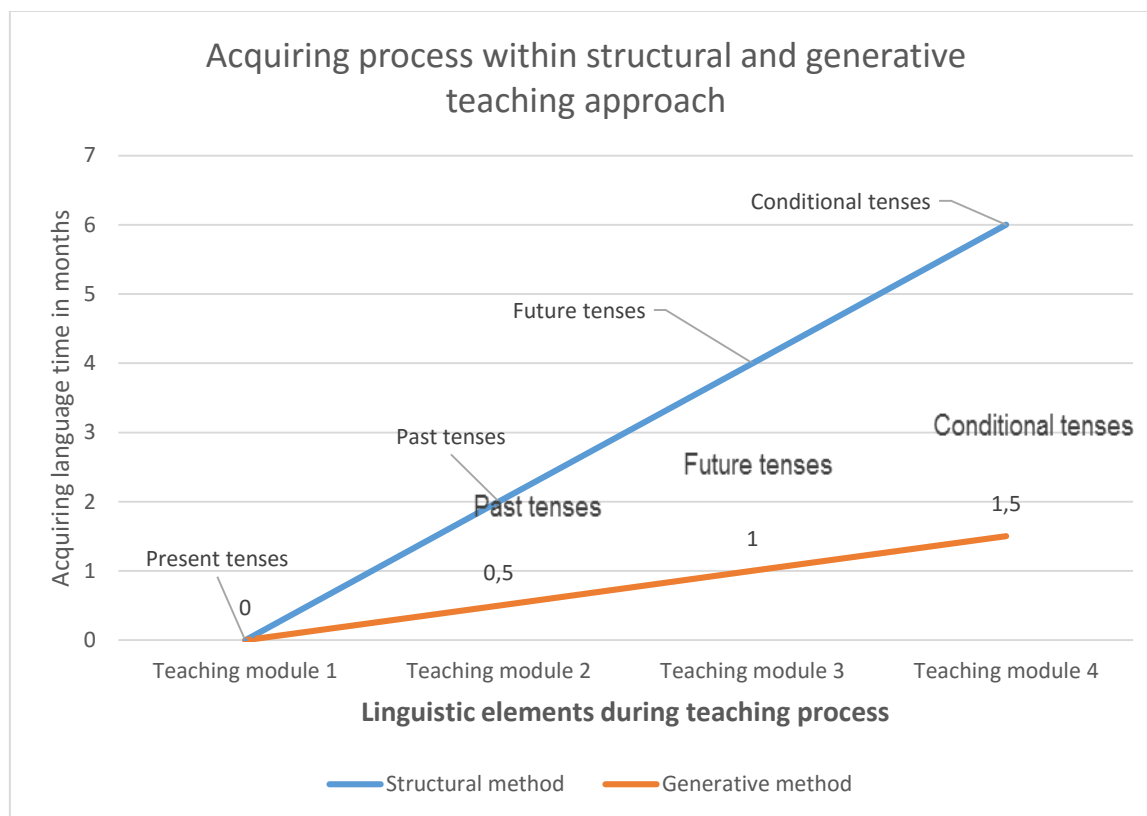 Acquiring process within structural and generative
teaching approach
7
6
5
4
3
2
1
0
Acquiring language time in months
Conditional tenses
Future tenses
Past tenses
Present tenses
Conditional tenses
Future tenses
Past tenses
0
0,5
1
1,5
Teaching module 1
Teaching module 2
Teaching module 3
Teaching module 4
Linguistic elements during teaching process
Structural method
Generative method